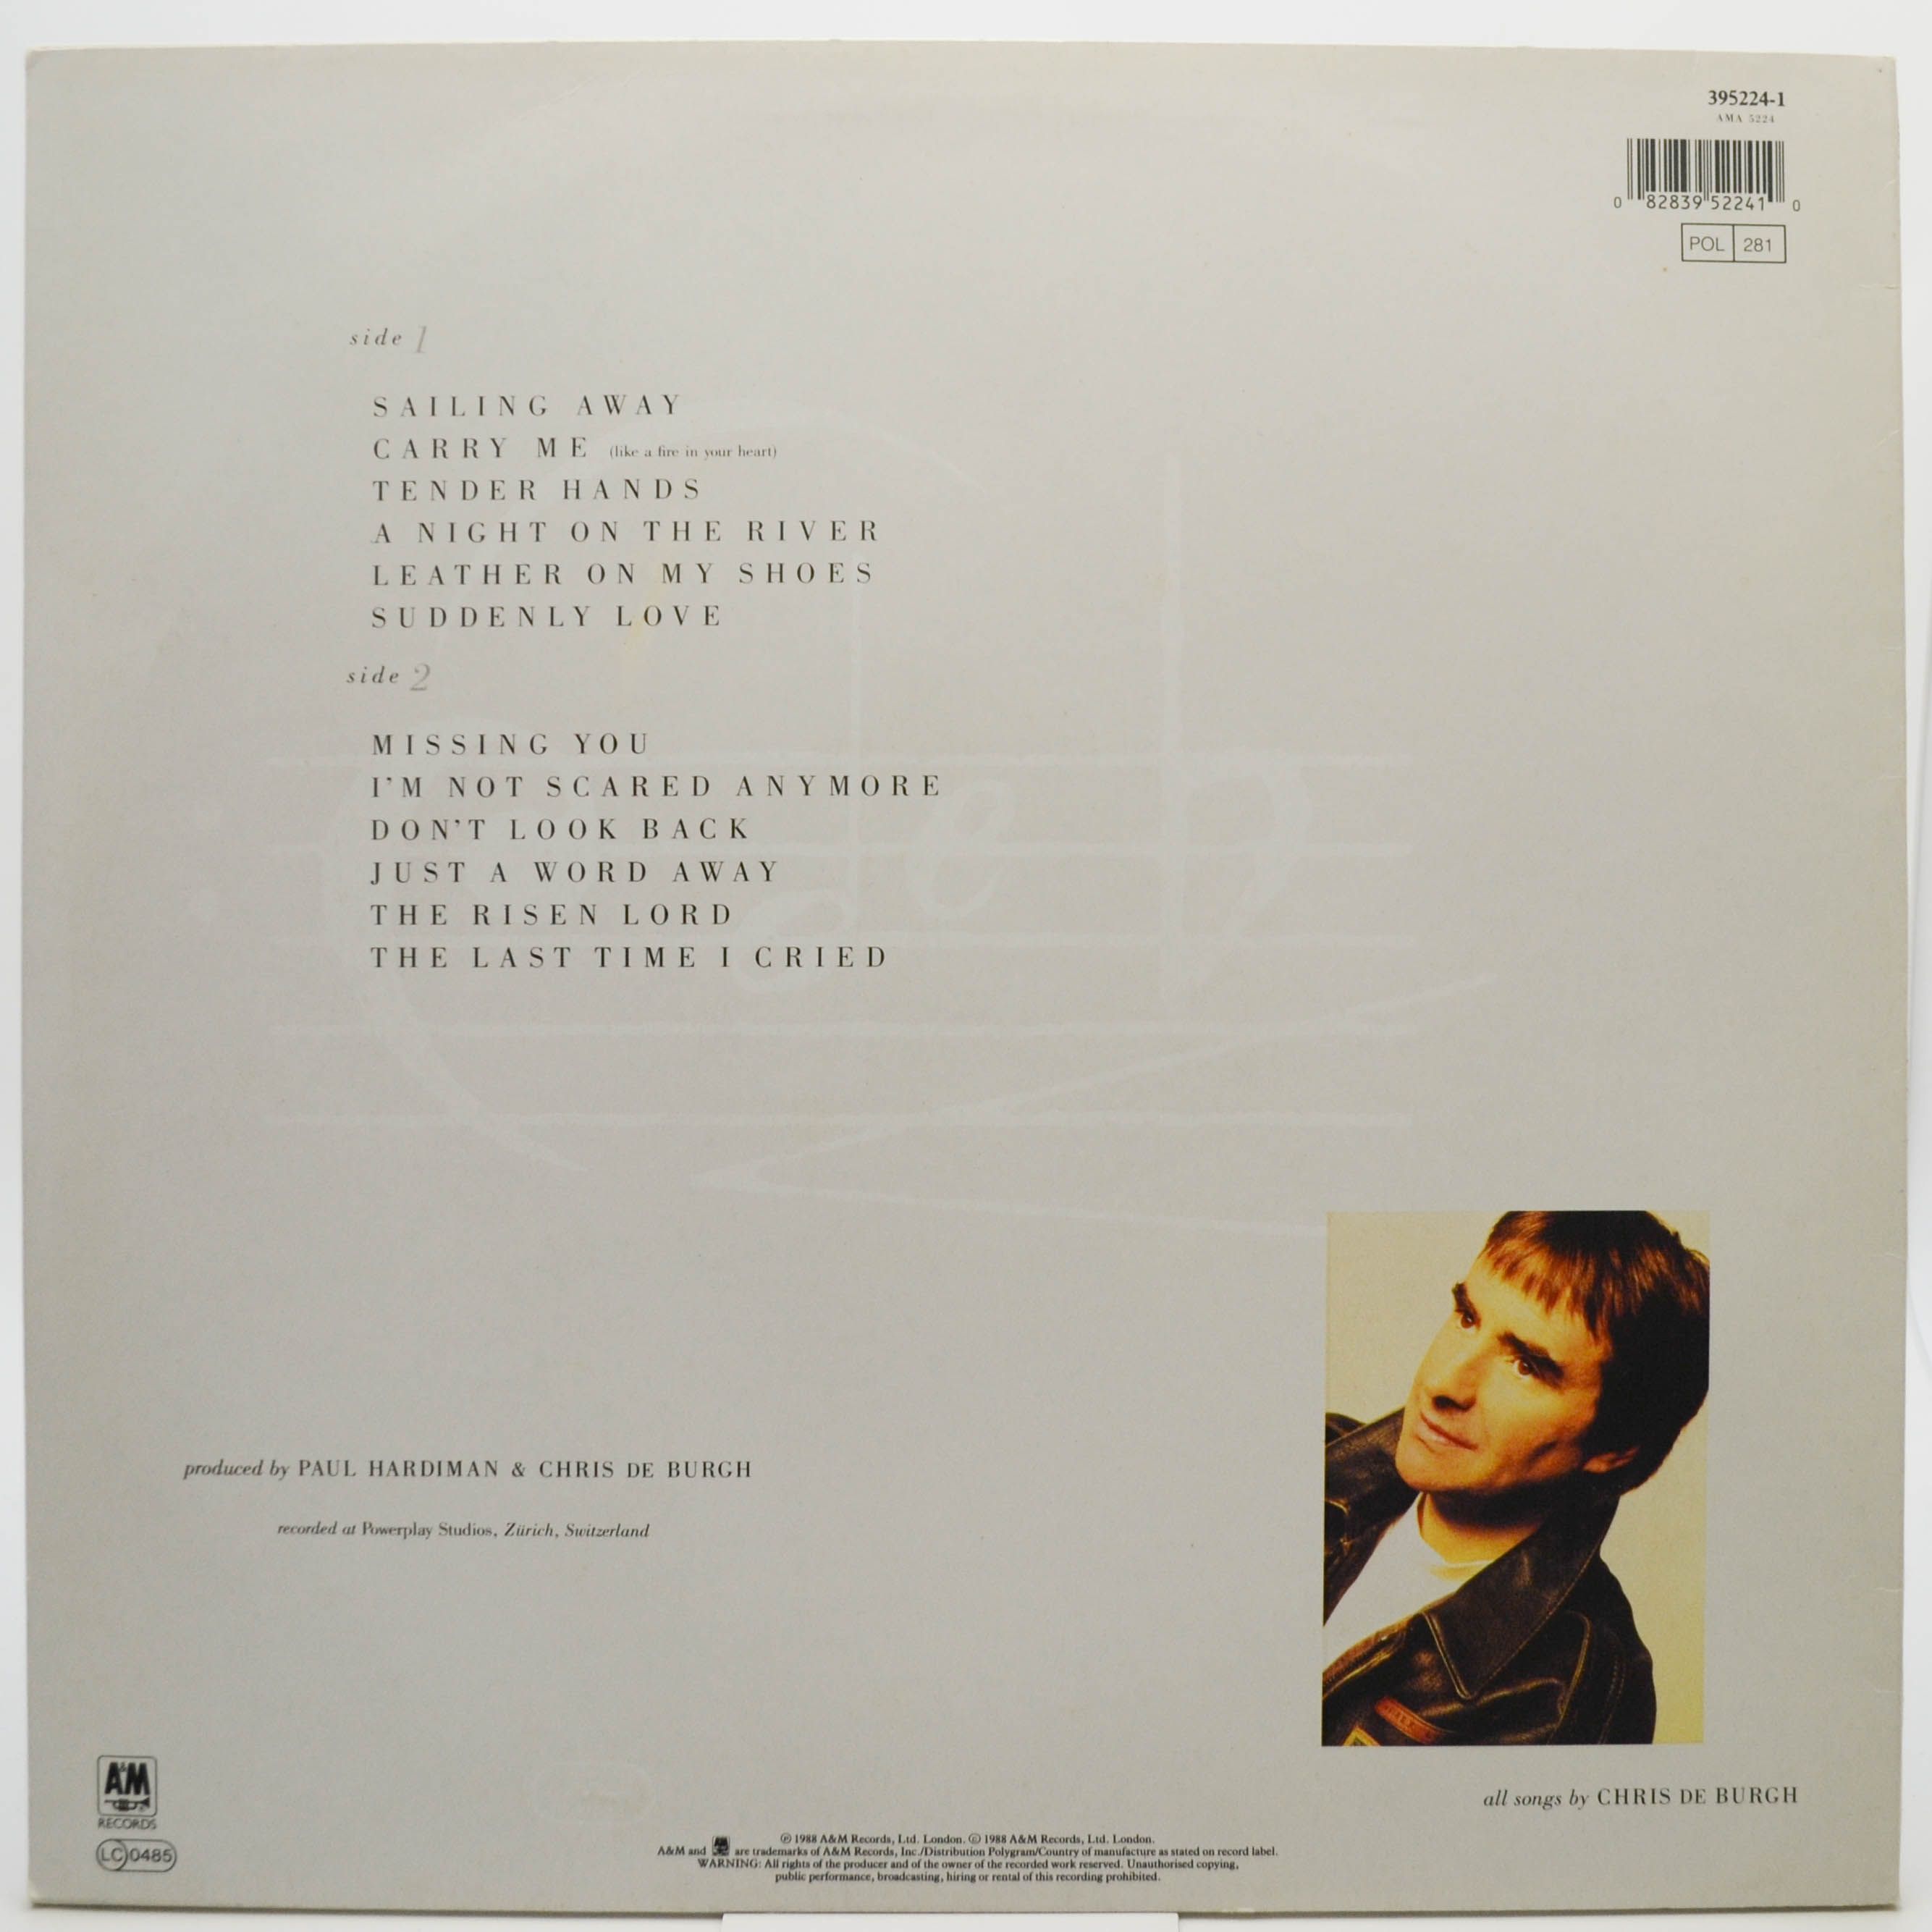 395224-1
AMA 5224
0 82839 52241 0
POL 281
side 1
SAILING AWAY
CARRY ME (like a fire in your heart)
TENDER HANDS
A NIGHT ON THE RIVER
LEATHER ON MY SHOES
SUDDENLY LOVE
side 2
MISSING YOU
I'M NOT SCARED ANYMORE
DON'T LOOK BACK
JUST A WORD AWAY
THE RISEN LORD
THE LAST TIME I CRIED
produced by PAUL HARDIMAN & CHRIS DE BURGH
recorded at Powerplay Studios, Zürich, Switzerland
all songs by CHRIS DE BURGH
A&M
RECORDS
LC 0485
℗ 1988 A&M Records, Ltd. London. © 1988 A&M Records, Ltd. London.
A&M and are trademarks of A&M Records, Inc./Distribution Polygram/Country of manufacture as stated on record label.
WARNING: All rights of the producer and of the owner of the recorded work reserved. Unauthorised copying,
public performance, broadcasting, hiring or rental of this recording prohibited.